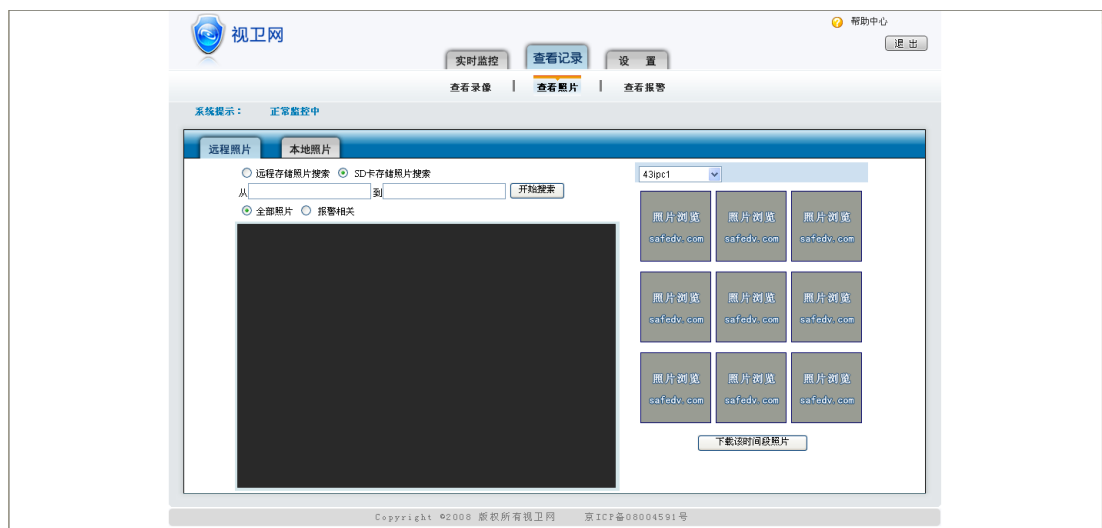 视卫网
帮助中心
退 出
实时监控 查看记录 设 置
查看录像 | 查看照片 | 查看报警
系统提示： 正常监控中
远程照片 本地照片
远程存储照片搜索 SD卡存储照片搜索
43ipc1
从 到 开始搜索
全部照片 报警相关
照片浏览 照片浏览 照片浏览
safedv.com safedv.com safedv.com
照片浏览 照片浏览 照片浏览
safedv.com safedv.com safedv.com
照片浏览 照片浏览 照片浏览
safedv.com safedv.com safedv.com
下载该时间段照片
Copyright ©2008 版权所有视卫网 京ICP备08004591号